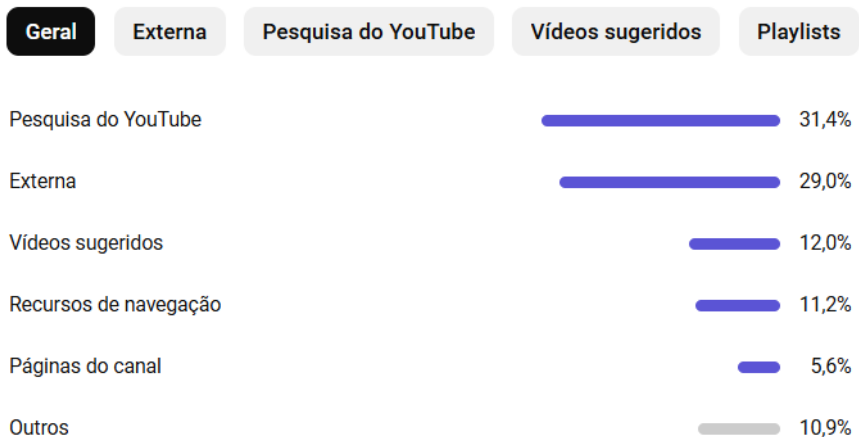 Geral Externa Pesquisa do YouTube Vídeos sugeridos Playlists
Pesquisa do YouTube 31,4%
Externa 29,0%
Vídeos sugeridos 12,0%
Recursos de navegação 11,2%
Páginas do canal 5,6%
Outros 10,9%